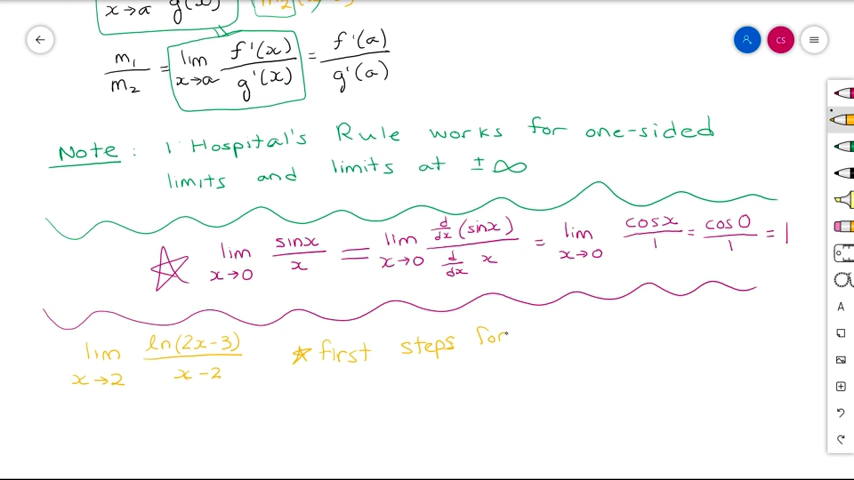 x→a g(x)
m₁/m₂ = lim x→a f'(x)/g'(x) = f'(a)/g'(a)
Note: l'Hospital's Rule works for one-sided
limits and limits at ±∞
lim x→0 sinx/x = lim x→0 d/dx (sinx) / d/dx x = lim x→0 cosx/1 = cos0/1 = 1
lim x→2 ln(2x-3)/x-2 *first steps for
CS
A